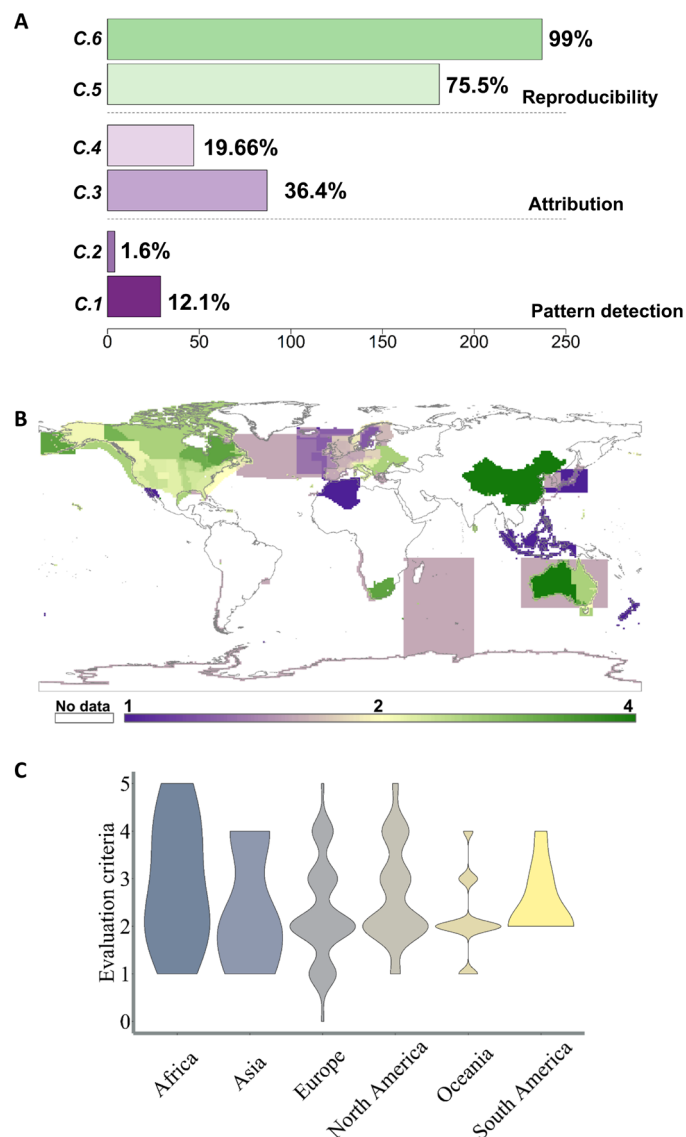 A
C.6
99%
C.5
75.5%
Reproducibility
C.4
19.66%
C.3
36.4%
Attribution
C.2
1.6%
C.1
12.1%
Pattern detection
0 50 100 150 200 250
B
No data
1 2 4
C
Evaluation criteria
5
4
3
2
1
0
Africa
Asia
Europe
North America
Oceania
South America